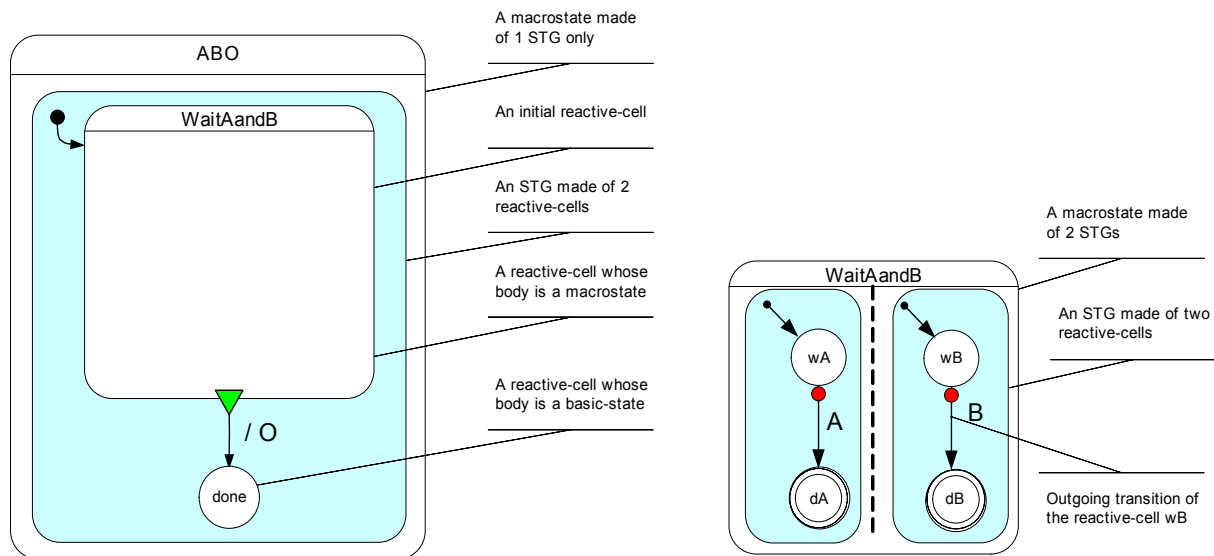 A macrostate made
of 1 STG only
ABO
An initial reactive-cell
WaitAandB
An STG made of 2
reactive-cells
A reactive-cell whose
body is a macrostate
A reactive-cell whose
body is a basic-state
/ O
done
A macrostate made
of 2 STGs
WaitAandB
An STG made of two
reactive-cells
wA
wB
A
B
dA
dB
Outgoing transition of
the reactive-cell wB